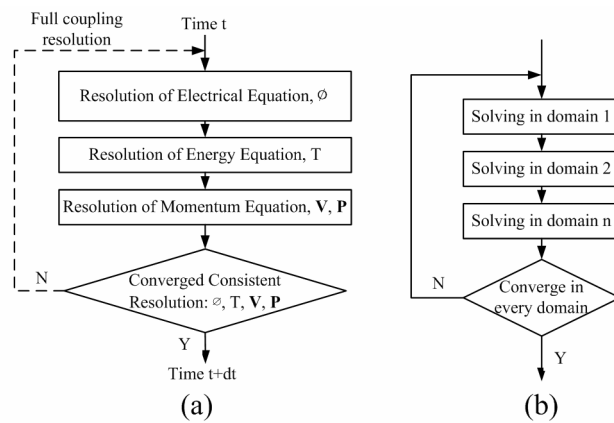 Full coupling
resolution
Time t
Resolution of Electrical Equation, ∅
Resolution of Energy Equation, T
Resolution of Momentum Equation, V, P
N
Converged Consistent
Resolution: ∅, T, V, P
Y
Time t+dt
(a)
Solving in domain 1
Solving in domain 2
Solving in domain n
N
Converge in
every domain
Y
(b)